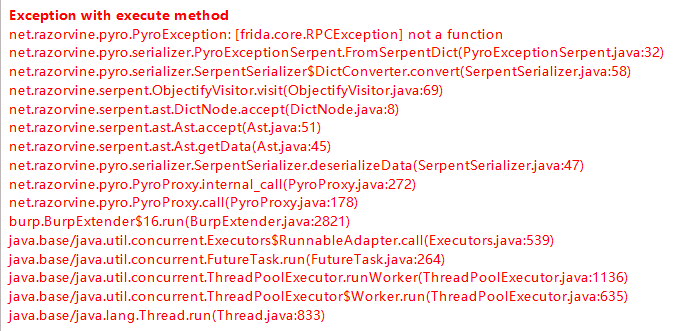 Exception with execute method
net.razorvine.pyro.PyroException: [frida.core.RPCException] not a function
net.razorvine.pyro.serializer.PyroExceptionSerpent.FromSerpentDict(PyroExceptionSerpent.java:32)
net.razorvine.pyro.serializer.SerpentSerializer$DictConverter.convert(SerpentSerializer.java:58)
net.razorvine.serpent.ObjectifyVisitor.visit(ObjectifyVisitor.java:69)
net.razorvine.serpent.ast.DictNode.accept(DictNode.java:8)
net.razorvine.serpent.ast.Ast.accept(Ast.java:51)
net.razorvine.serpent.ast.Ast.getData(Ast.java:45)
net.razorvine.pyro.serializer.SerpentSerializer.deserializeData(SerpentSerializer.java:47)
net.razorvine.pyro.PyroProxy.internal_call(PyroProxy.java:272)
net.razorvine.pyro.PyroProxy.call(PyroProxy.java:178)
burp.BurpExtender$16.run(BurpExtender.java:2821)
java.base/java.util.concurrent.Executors$RunnableAdapter.call(Executors.java:539)
java.base/java.util.concurrent.FutureTask.run(FutureTask.java:264)
java.base/java.util.concurrent.ThreadPoolExecutor.runWorker(ThreadPoolExecutor.java:1136)
java.base/java.util.concurrent.ThreadPoolExecutor$Worker.run(ThreadPoolExecutor.java:635)
java.base/java.lang.Thread.run(Thread.java:833)